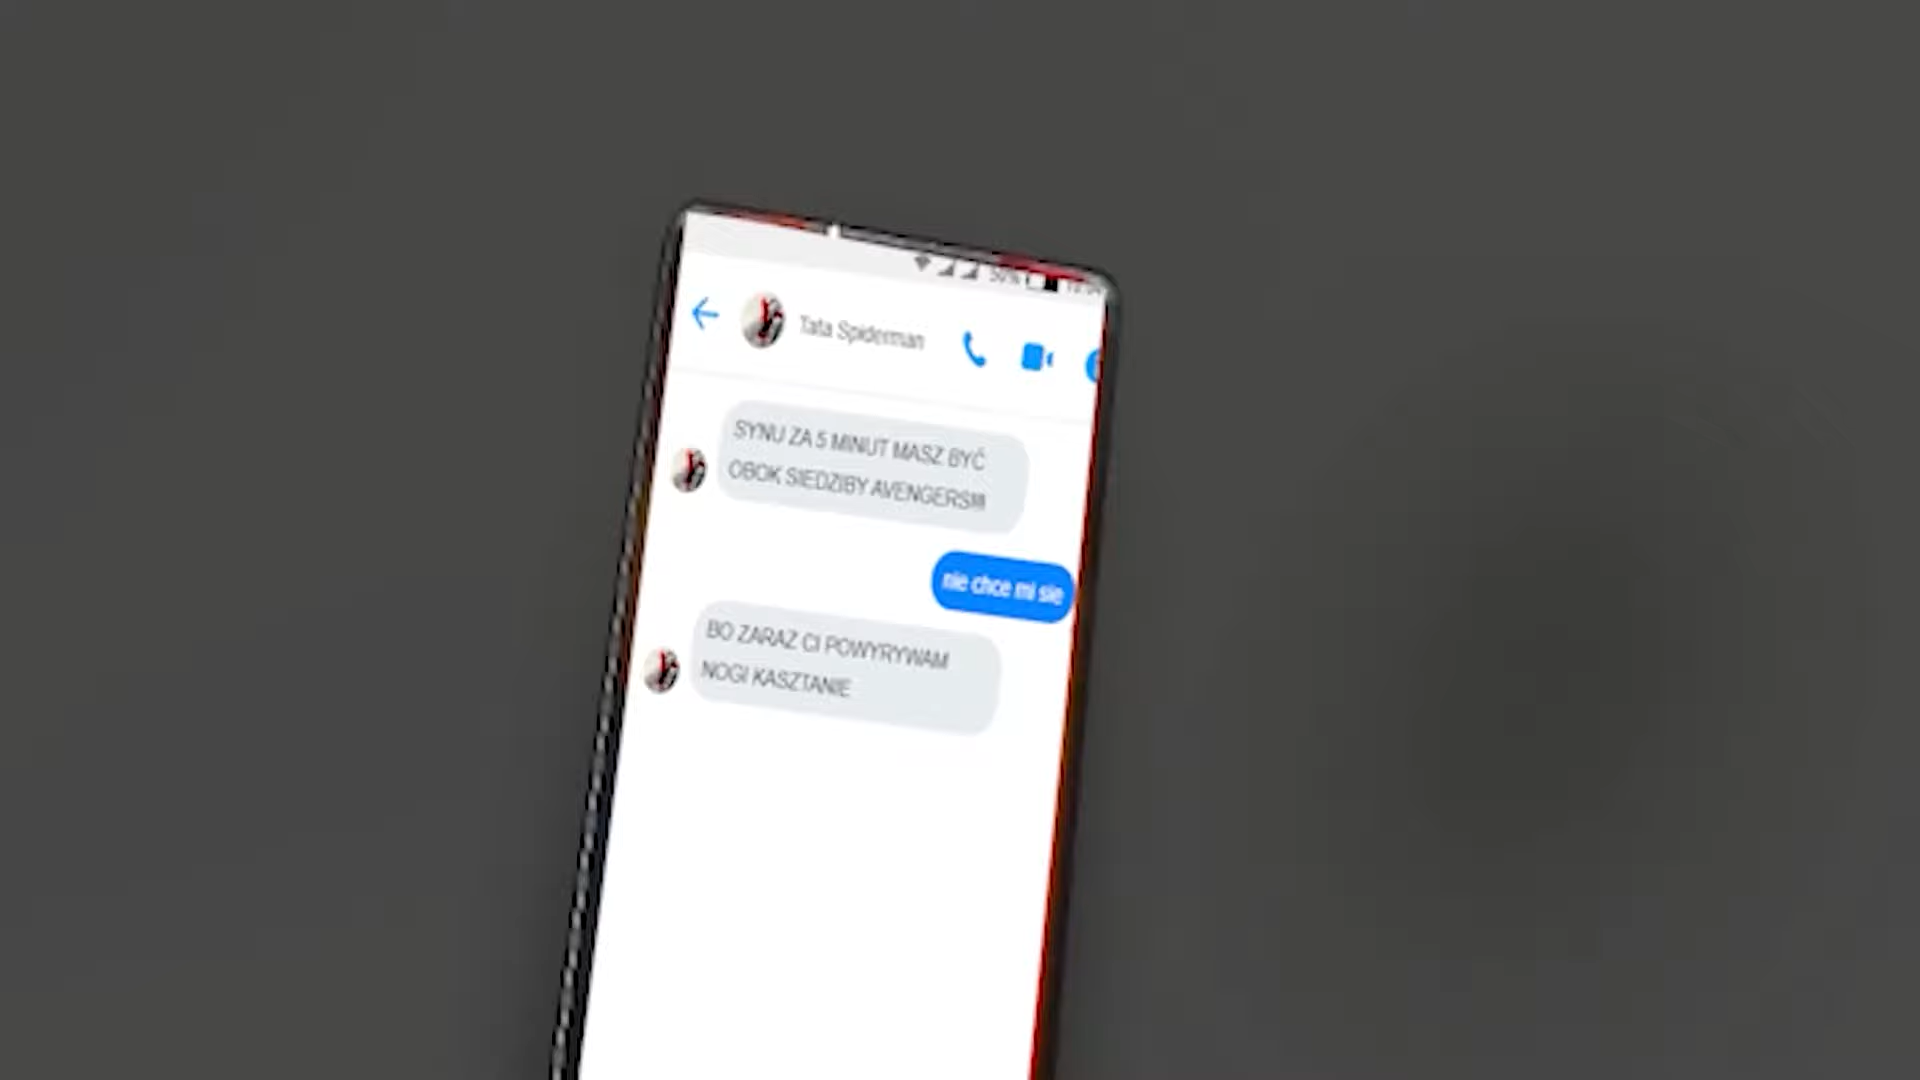 50%
Tata Spiderman
SYNU ZA 5 MINUT MASZ BYĆ
OBOK SIEDZIBY AVENGERS!!!
nie chce mi sie
BO ZARAZ CI POWYRYWAM
NOGI KASZTANIE